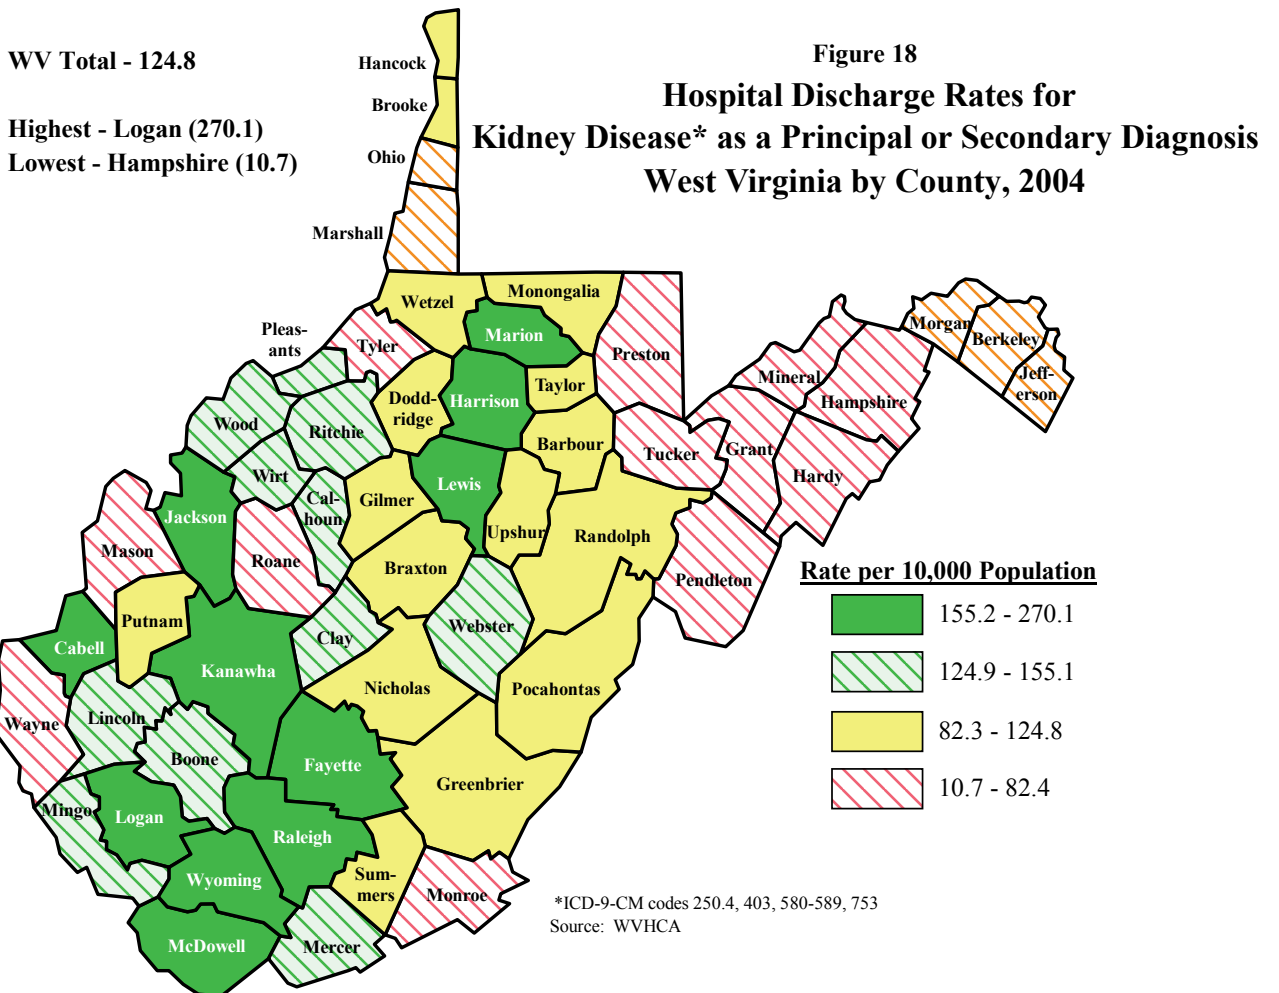 WV Total - 124.8
Highest - Logan (270.1)
Lowest - Hampshire (10.7)
Figure 18
Hospital Discharge Rates for
Kidney Disease* as a Principal or Secondary Diagnosis
West Virginia by County, 2004
Hancock
Brooke
Ohio
Marshall
Wetzel
Monongalia
Marion
Pleas-
ants
Tyler
Preston
Morgan
Berkeley
Jeff-
erson
Mineral
Hampshire
Dodd-
ridge
Harrison
Taylor
Wood
Ritchie
Barbour
Tucker
Grant
Hardy
Wirt
Cal-
houn
Gilmer
Lewis
Upshur
Randolph
Jackson
Mason
Roane
Braxton
Pendleton
Putnam
Clay
Webster
Cabell
Kanawha
Nicholas
Pocahontas
Wayne
Lincoln
Boone
Fayette
Greenbrier
Mingo
Logan
Raleigh
Wyoming
Sum-
mers
Monroe
McDowell
Mercer
Rate per 10,000 Population
155.2 - 270.1
124.9 - 155.1
82.3 - 124.8
10.7 - 82.4
*ICD-9-CM codes 250.4, 403, 580-589, 753
Source: WVHCA